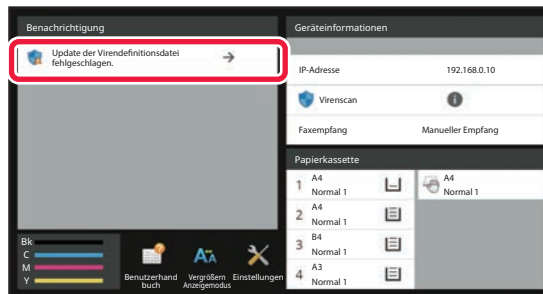 Benachrichtigung
Update der Virendefinitionsdatei
fehlgeschlagen.
Geräteinformationen
IP-Adresse 192.168.0.10
Virenscan
Faxempfang Manueller Empfang
Papierkassette
1 A4
Normal 1
A4
Normal 1
2 A4
Normal 1
3 B4
Normal 1
4 A3
Normal 1
Bk
C
M
Y
Benutzerhand
buch
Vergrößern
Anzeigemodus
Einstellungen